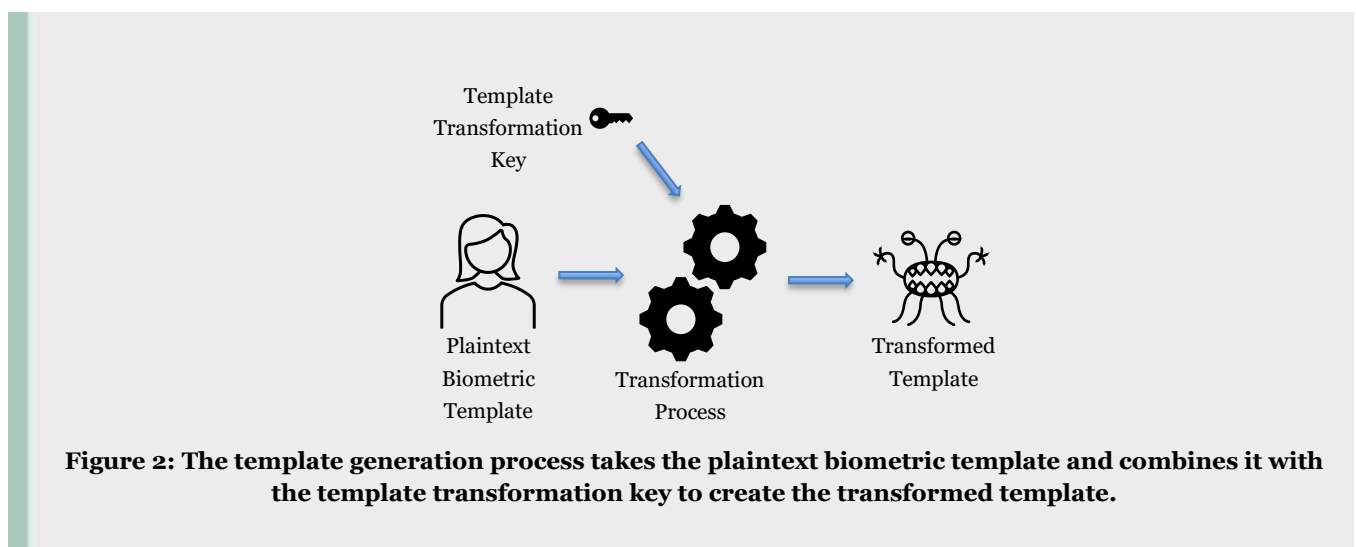 Template
Transformation
Key
Plaintext
Biometric
Template
Transformation
Process
Transformed
Template
Figure 2: The template generation process takes the plaintext biometric template and combines it with
the template transformation key to create the transformed template.